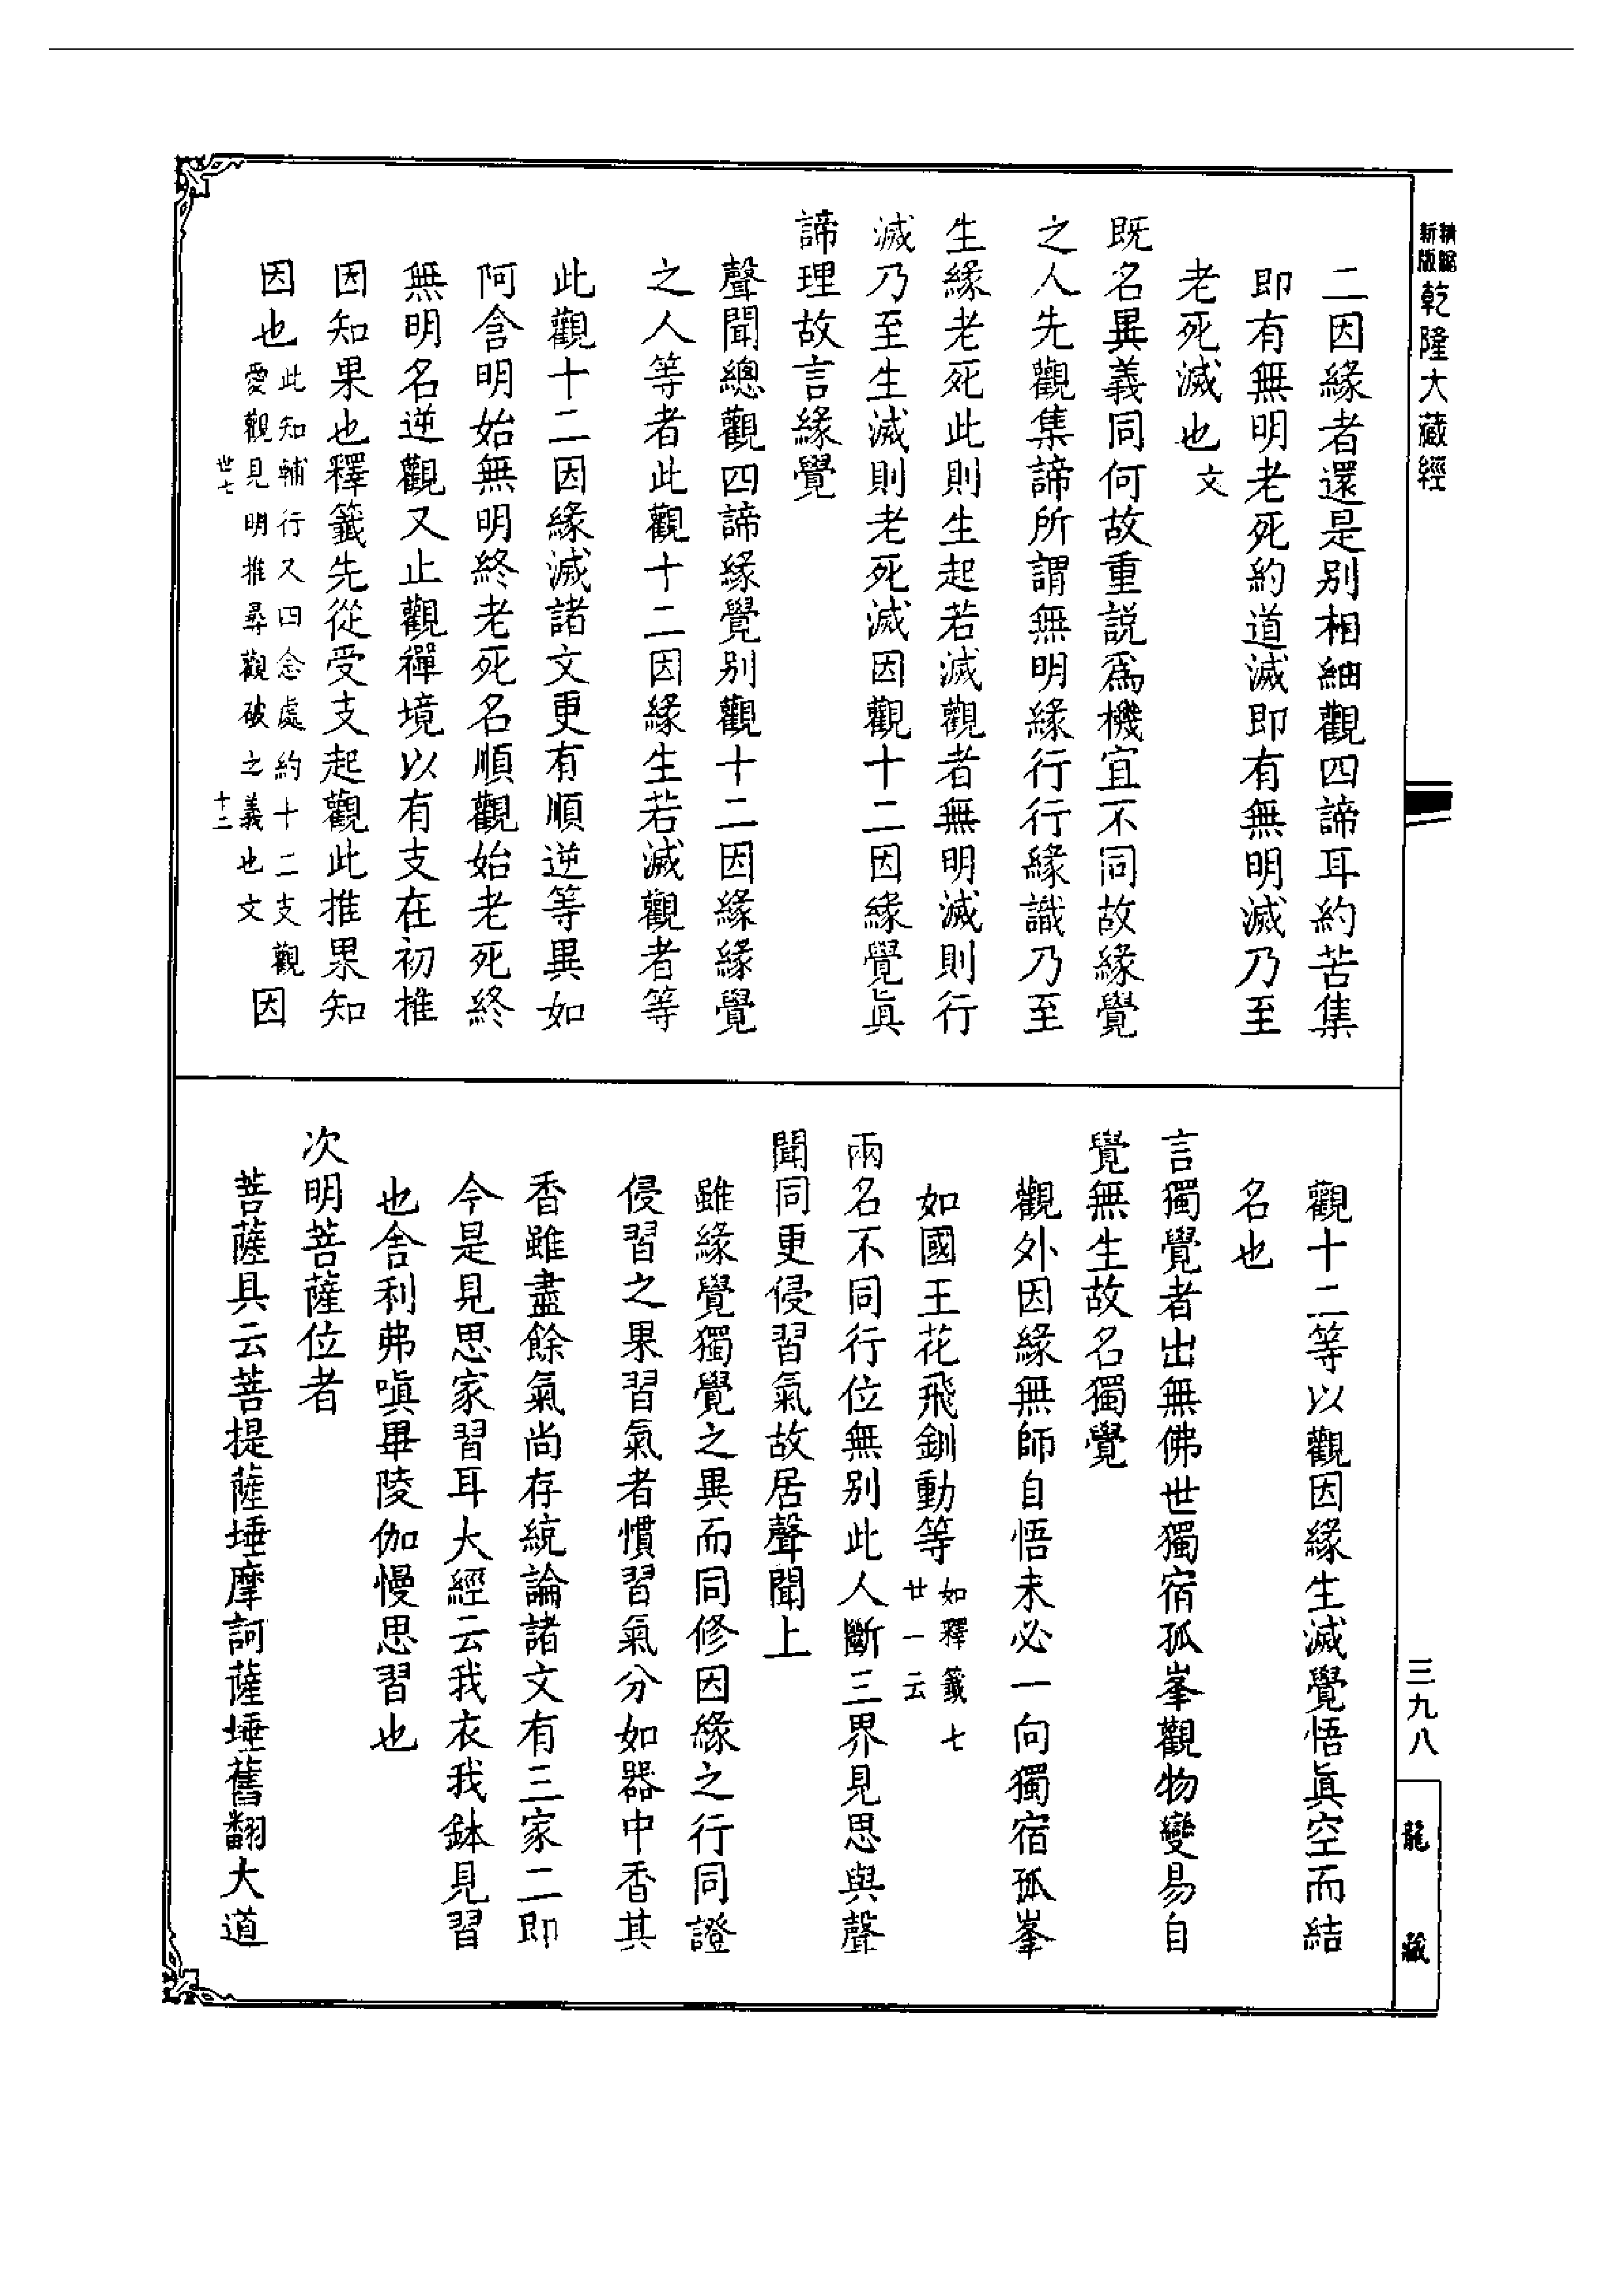 精縮新版乾隆大藏經
二因緣者還是別相細觀四諦耳約苦集
即有無明老死約道滅即有無明滅乃至
老死滅也文
既名異義同何故重説爲機宜不同故緣覺
之人先觀集諦所謂無明緣行行緣識乃至
生緣老死此則生起若滅觀者無明滅則行
滅乃至生滅則老死滅因觀十二因緣覺眞
諦理故言緣覺
聲聞總觀四諦緣覺別觀十二因緣緣覺
之人等者此觀十二因緣生若滅觀者等
此觀十二因緣滅諸文更有順逆等異如
阿含明始無明終老死名順觀始老死終
無明名逆觀又止觀禪境以有支在初推
因知果也釋籤先從受支起觀此推果知
因也此知輔行又四念處約十二支觀
愛觀見明推尋觀破之義也文因
世七
十二
觀十二等以觀因緣生滅覺悟眞空而結
名也
言獨覺者出無佛世獨宿孤峯觀物變易自
覺無生故名獨覺
觀外因緣無師自悟未必一向獨宿孤峯
如國王花飛釧動等如釋籤七
廿一云
兩名不同行位無別此人斷三界見思與聲
聞同更侵習氣故居聲聞上
雖緣覺獨覺之異而同修因緣之行同證
侵習之果習氣者慣習氣分如器中香其
香雖盡餘氣尚存統論諸文有三家二即
今是見思家習耳大經云我衣我鉢見習
也舍利弗嗔畢陵伽慢思習也
次明菩薩位者
菩薩具云菩提薩埵摩訶薩埵舊翻大道
三九八
龍藏